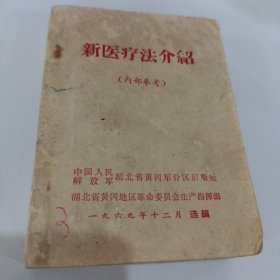 新医疗法介紹
(内部参考)
中国人民
解放军 湖北省黄冈军分区后勤处
湖北省黄冈地区革命委员会生产指挥组
一九六九年十二月 选编